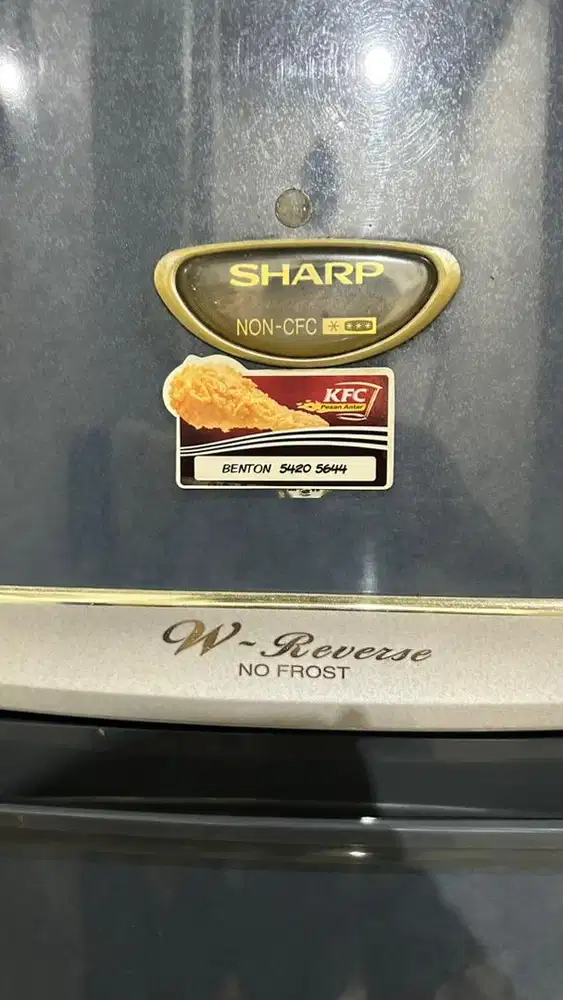 SHARP
NON-CFC
KFC
Pesan Antar
BENTON 5420 5644
W-Reverse
NO FROST